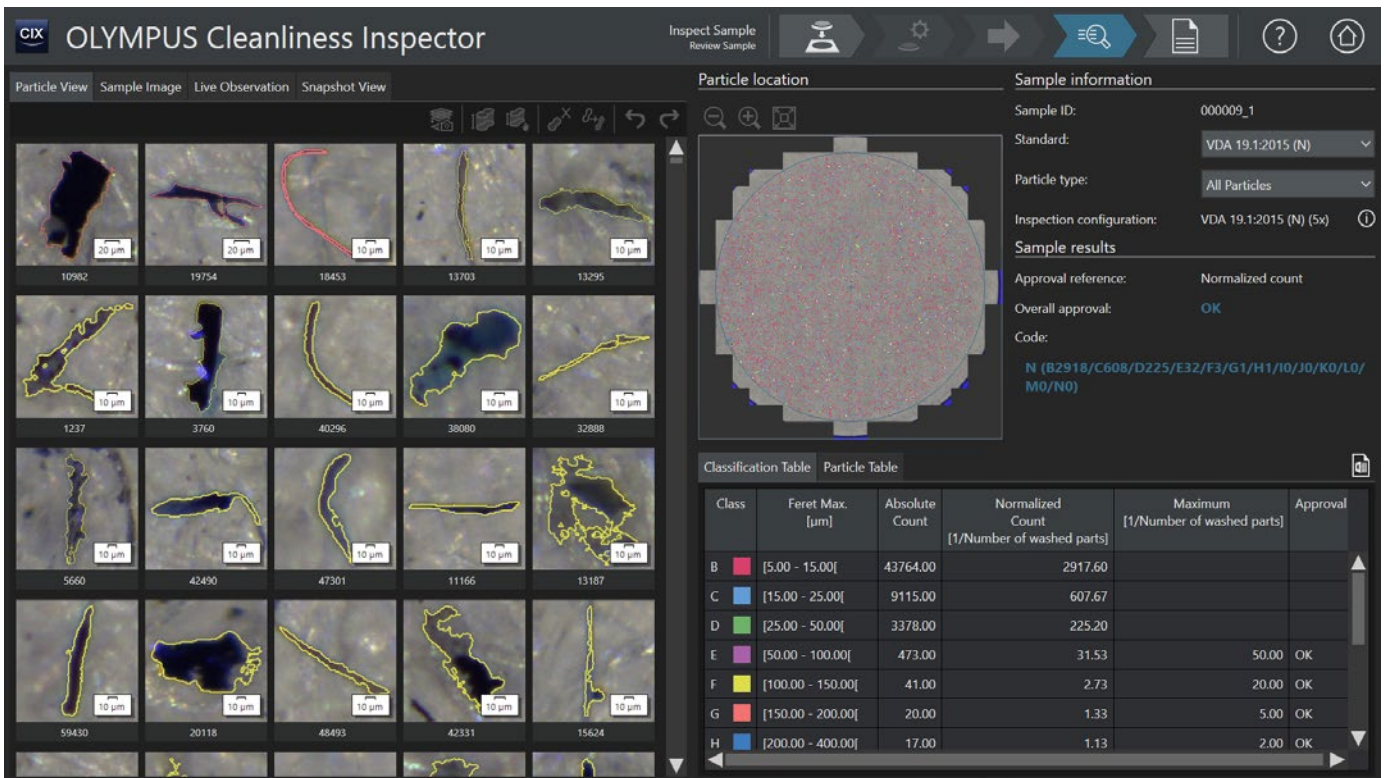 CIX
OLYMPUS Cleanliness Inspector
Inspect Sample
Review Sample
?
Particle View
Sample Image
Live Observation
Snapshot View
20 µm
20 µm
10 µm
10 µm
10 µm
10982
19754
18453
13703
13295
10 µm
10 µm
10 µm
10 µm
10 µm
1237
3760
40296
38080
32888
10 µm
10 µm
10 µm
10 µm
10 µm
5660
42490
47301
11166
13187
10 µm
10 µm
10 µm
10 µm
10 µm
59430
20118
48493
42331
15624
Particle location
Sample information
Sample ID: 000009_1
Standard: VDA 19.1:2015 (N)
Particle type: All Particles
Inspection configuration: VDA 19.1:2015 (N) (5x)
Sample results
Approval reference: Normalized count
Overall approval: OK
Code:
N (B2918/C608/D225/E32/F3/G1/H1/I0/J0/K0/L0/
M0/N0)
Classification Table
Particle Table
Class
Feret Max.
[µm]
Absolute
Count
Normalized
Count
[1/Number of washed parts]
Maximum
[1/Number of washed parts]
Approval
B [5.00 - 15.00[ 43764.00 2917.60
C [15.00 - 25.00[ 9115.00 607.67
D [25.00 - 50.00[ 3378.00 225.20
E [50.00 - 100.00[ 473.00 31.53 50.00 OK
F [100.00 - 150.00[ 41.00 2.73 20.00 OK
G [150.00 - 200.00[ 20.00 1.33 5.00 OK
H [200.00 - 400.00[ 17.00 1.13 2.00 OK